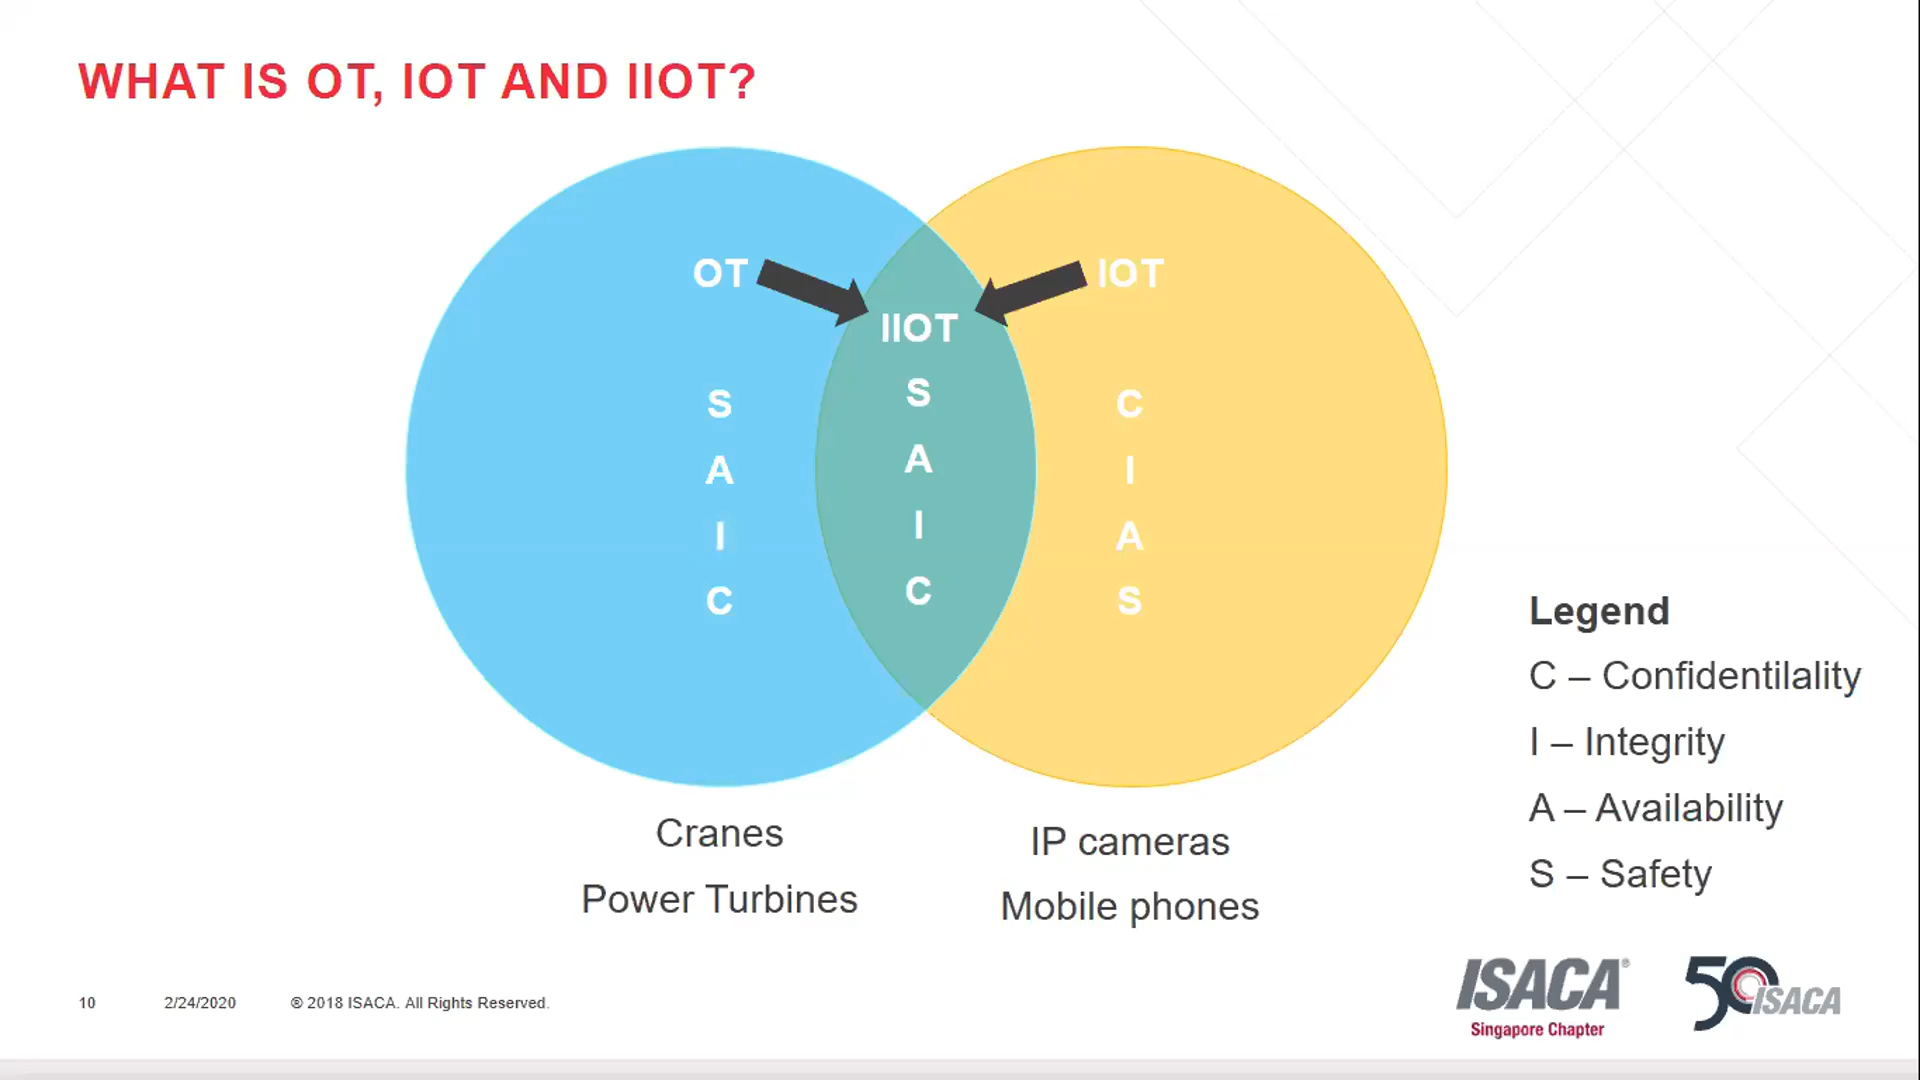 WHAT IS OT, IOT AND IIOT?
OT
S
A
I
C
IIOT
S
A
I
C
IOT
C
I
A
S
Cranes
Power Turbines
IP cameras
Mobile phones
Legend
C – Confidentilality
I – Integrity
A – Availability
S – Safety
10 2/24/2020 © 2018 ISACA. All Rights Reserved.
ISACA®
Singapore Chapter
50 ISACA